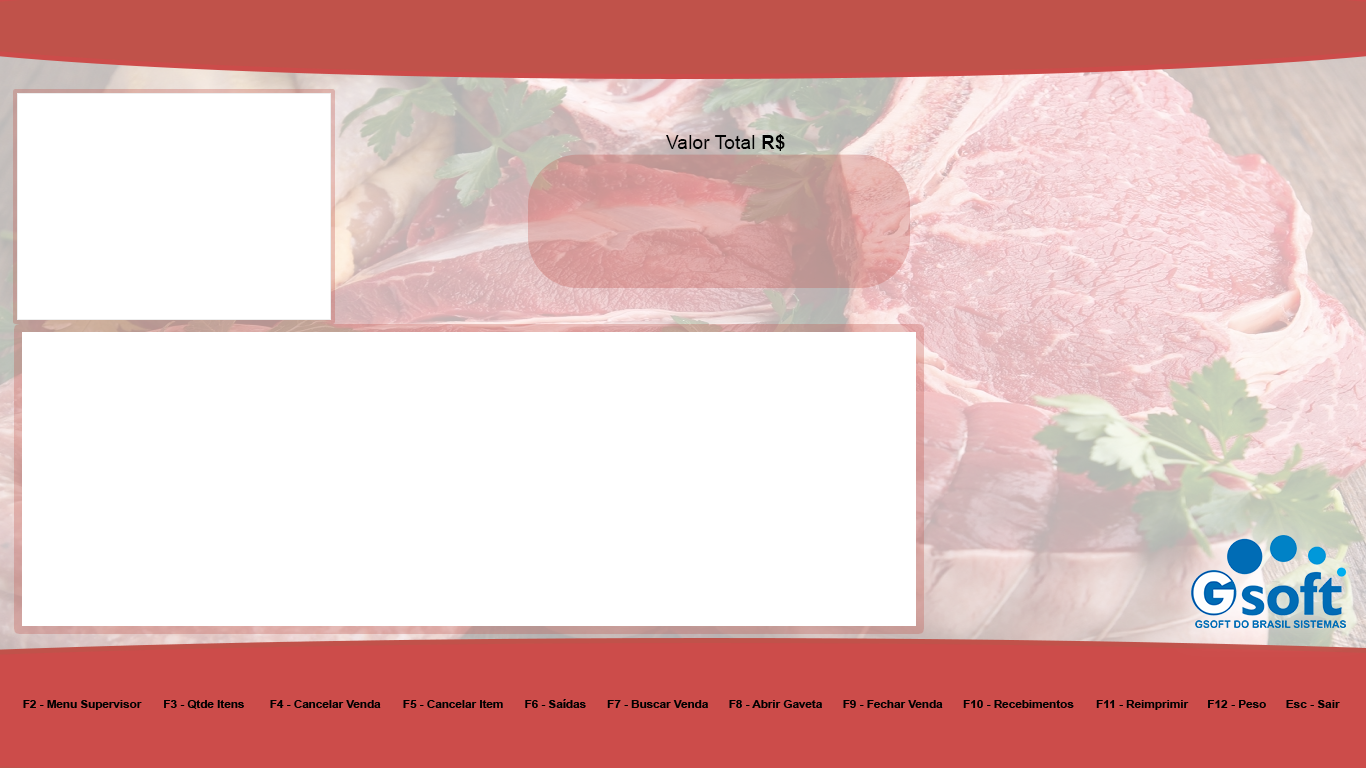 Valor Total R$
Gsoft
GSOFT DO BRASIL SISTEMAS
F2 - Menu Supervisor F3 - Qtde Itens F4 - Cancelar Venda F5 - Cancelar Item F6 - Saídas F7 - Buscar Venda F8 - Abrir Gaveta F9 - Fechar Venda F10 - Recebimentos F11 - Reimprimir F12 - Peso Esc - Sair